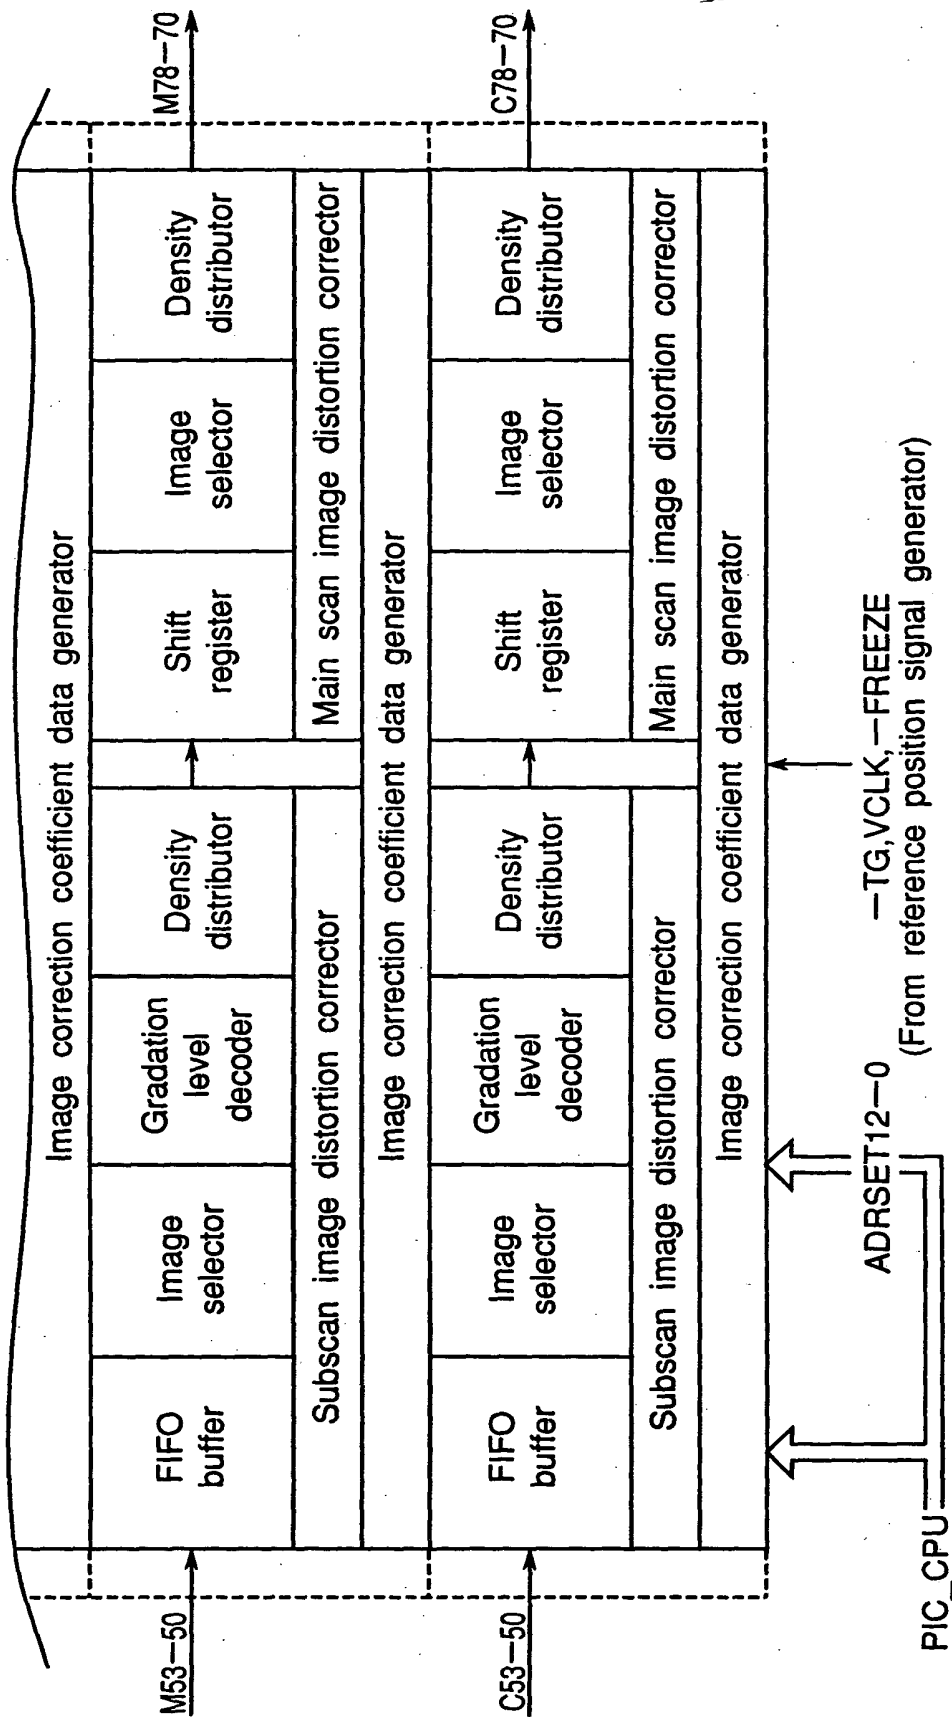 Image correction coefficient data generator
M53—50
FIFO
buffer
Image
selector
Gradation
level
decoder
Density
distributor
Shift
register
Image
selector
Density
distributor
M78—70
Subscan image distortion corrector
Main scan image distortion corrector
Image correction coefficient data generator
C53—50
FIFO
buffer
Image
selector
Gradation
level
decoder
Density
distributor
Shift
register
Image
selector
Density
distributor
C78—70
Subscan image distortion corrector
Main scan image distortion corrector
Image correction coefficient data generator
ADRSET12—0
—TG,VCLK,—FREEZE
(From reference position signal generator)
PIC_CPU